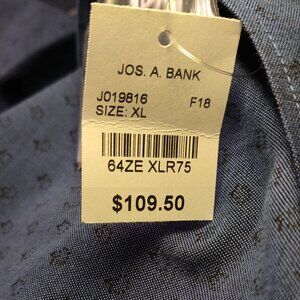 JOS. A. BANK
J019816 F18
SIZE: XL
64ZE XLR75
$109.50